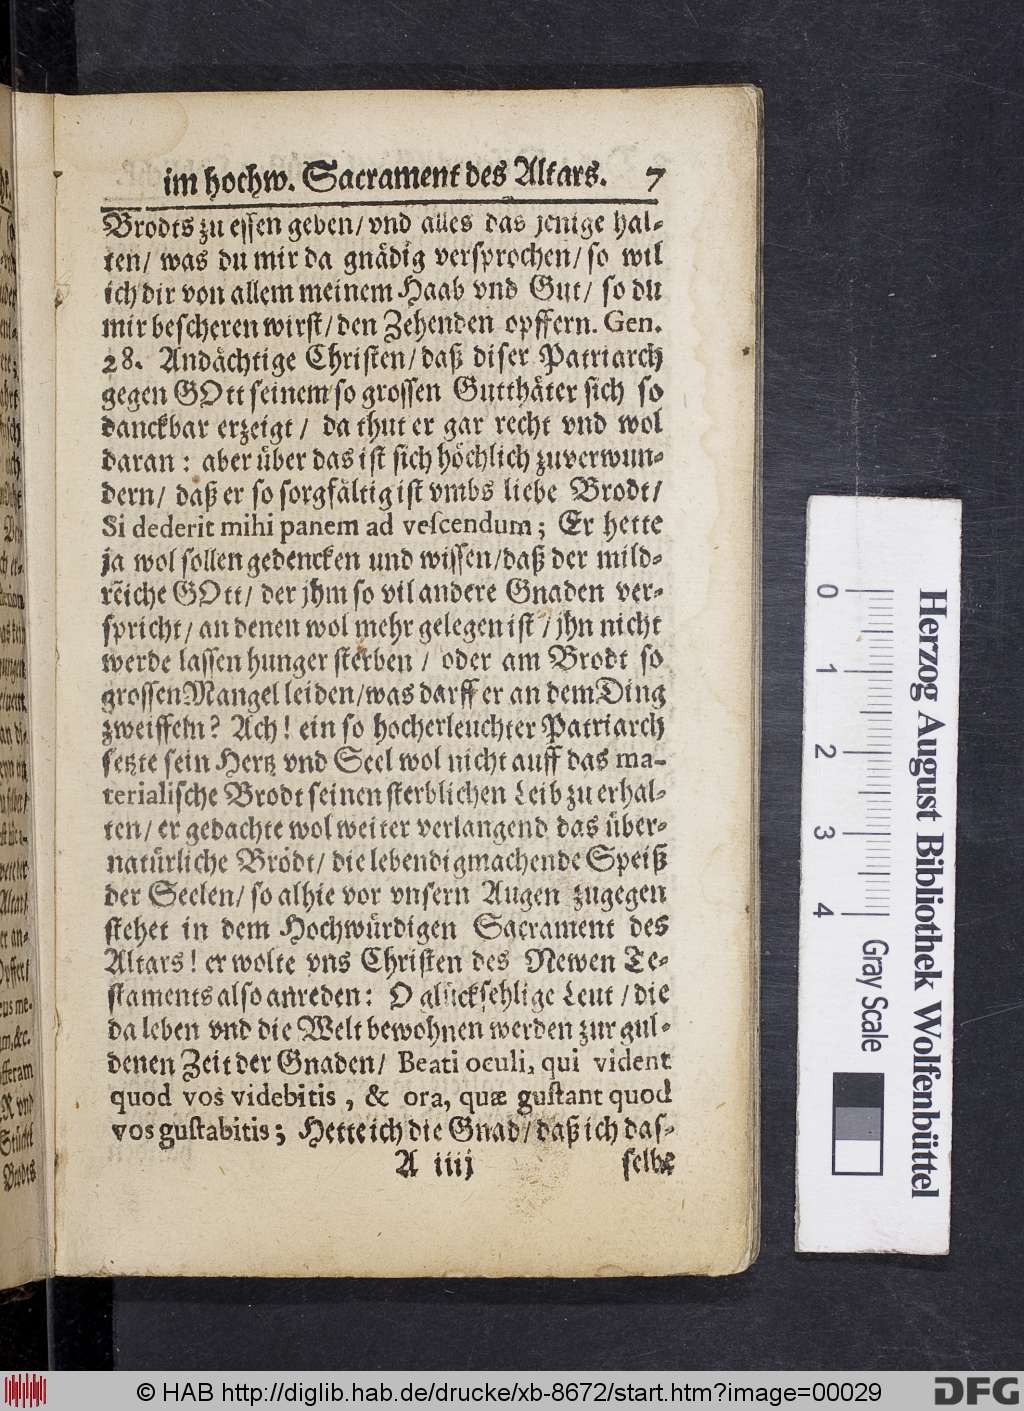 im hochw. Sacrament des Altars. 7
Brodts zu essen geben/ vnd alles das jenige hal-
ten/ was du mir da gnädig versprochen/ so wil
ich dir von allem meinem Haab vnd Gut/ so du
mir bescheren wirst/ den Zehenden opffern. Gen.
28. Andächtige Christen/ daß diser Patriarch
gegen GOtt seinem so grossen Gutthäter sich so
danckbar erzeigt/ da thut er gar recht vnd wol
daran: aber über das ist sich höchlich zuverwun-
dern/ daß er so sorgfältig ist vmbs liebe Brodt/
Si dederit mihi panem ad vescendum; Er hette
ja wol sollen gedencken und wissen/ daß der mild-
reiche GOtt/ der jhm so vil andere Gnaden ver-
spricht/ an denen wol mehr gelegen ist/ jhn nicht
werde lassen hunger sterben/ oder am Brodt so
grossen Mangel leiden/ was darff er an dem Ding
zweiffeln? Ach! ein so hocherleuchter Patriarch
setzte sein Hertz vnd Seel wol nicht auff das ma-
terialische Brodt seinen sterblichen Leib zu erhal-
ten/ er gedachte wol weiter verlangend das über-
natürliche Brodt/ die lebendigmachende Speiß
der Seelen/ so alhie vor vnsern Augen zugegen
stehet in dem Hochwürdigen Sacrament des
Altars! er wolte vns Christen des Newen Te-
staments also anreden: O glückseHlige Leut/ die
da leben vnd die Welt bewohnen werden zur gul-
denen Zeit der Gnaden/ Beati oculi, qui vident
quod vos videbitis, & ora, quæ gustant quod
vos gustabitis; Hette ich die Gnad/ daß ich das-
A iiij selbe
Herzog August Bibliothek Wolfenbüttel
0 1 2 3 4
Gray Scale
© HAB http://diglib.hab.de/drucke/xb-8672/start.htm?image=00029
DFG